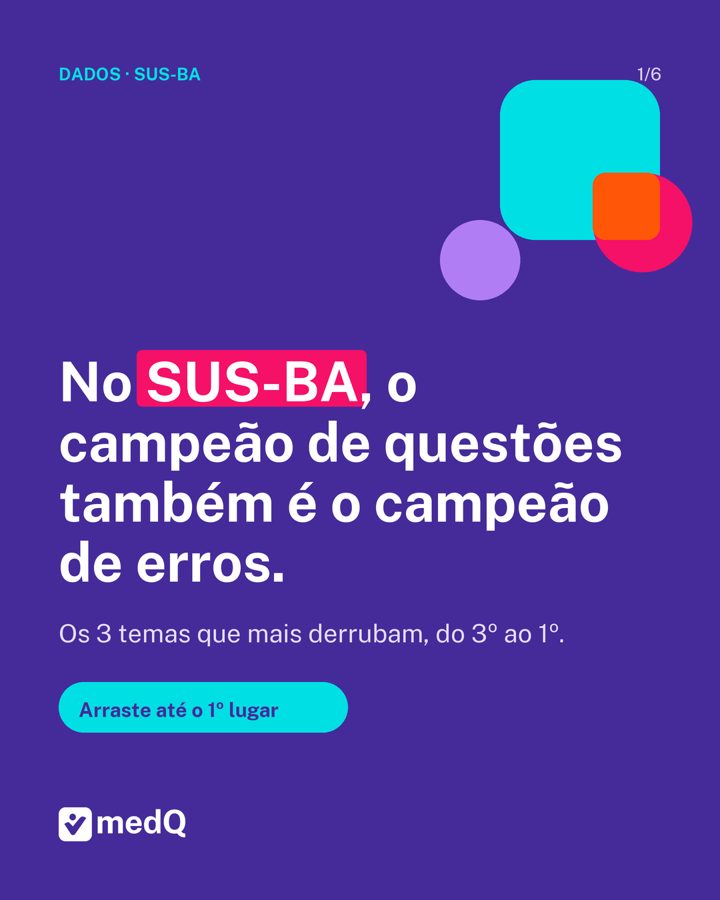 DADOS · SUS-BA
1/6
No SUS-BA, o
campeão de questões
também é o campeão
de erros.
Os 3 temas que mais derrubam, do 3º ao 1º.
Arraste até o 1º lugar
medQ